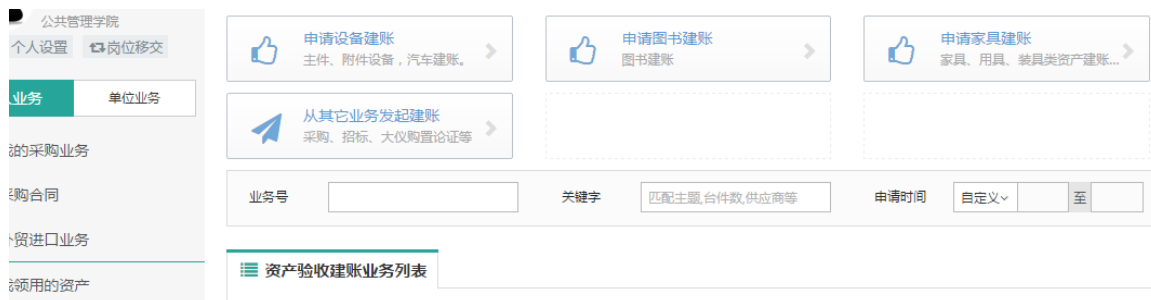 公共管理学院
个人设置 岗位移交
业务 单位业务
的采购业务
购合同
贸进口业务
领用的资产
申请设备建账
主件、附件设备，汽车建账。
申请图书建账
图书建账
申请家具建账
家具、用具、装具类资产建账...
从其它业务发起建账
采购、招标、大仪购置论证等
业务号 关键字 匹配主题,台件数,供应商等 申请时间 自定义 至
资产验收建账业务列表